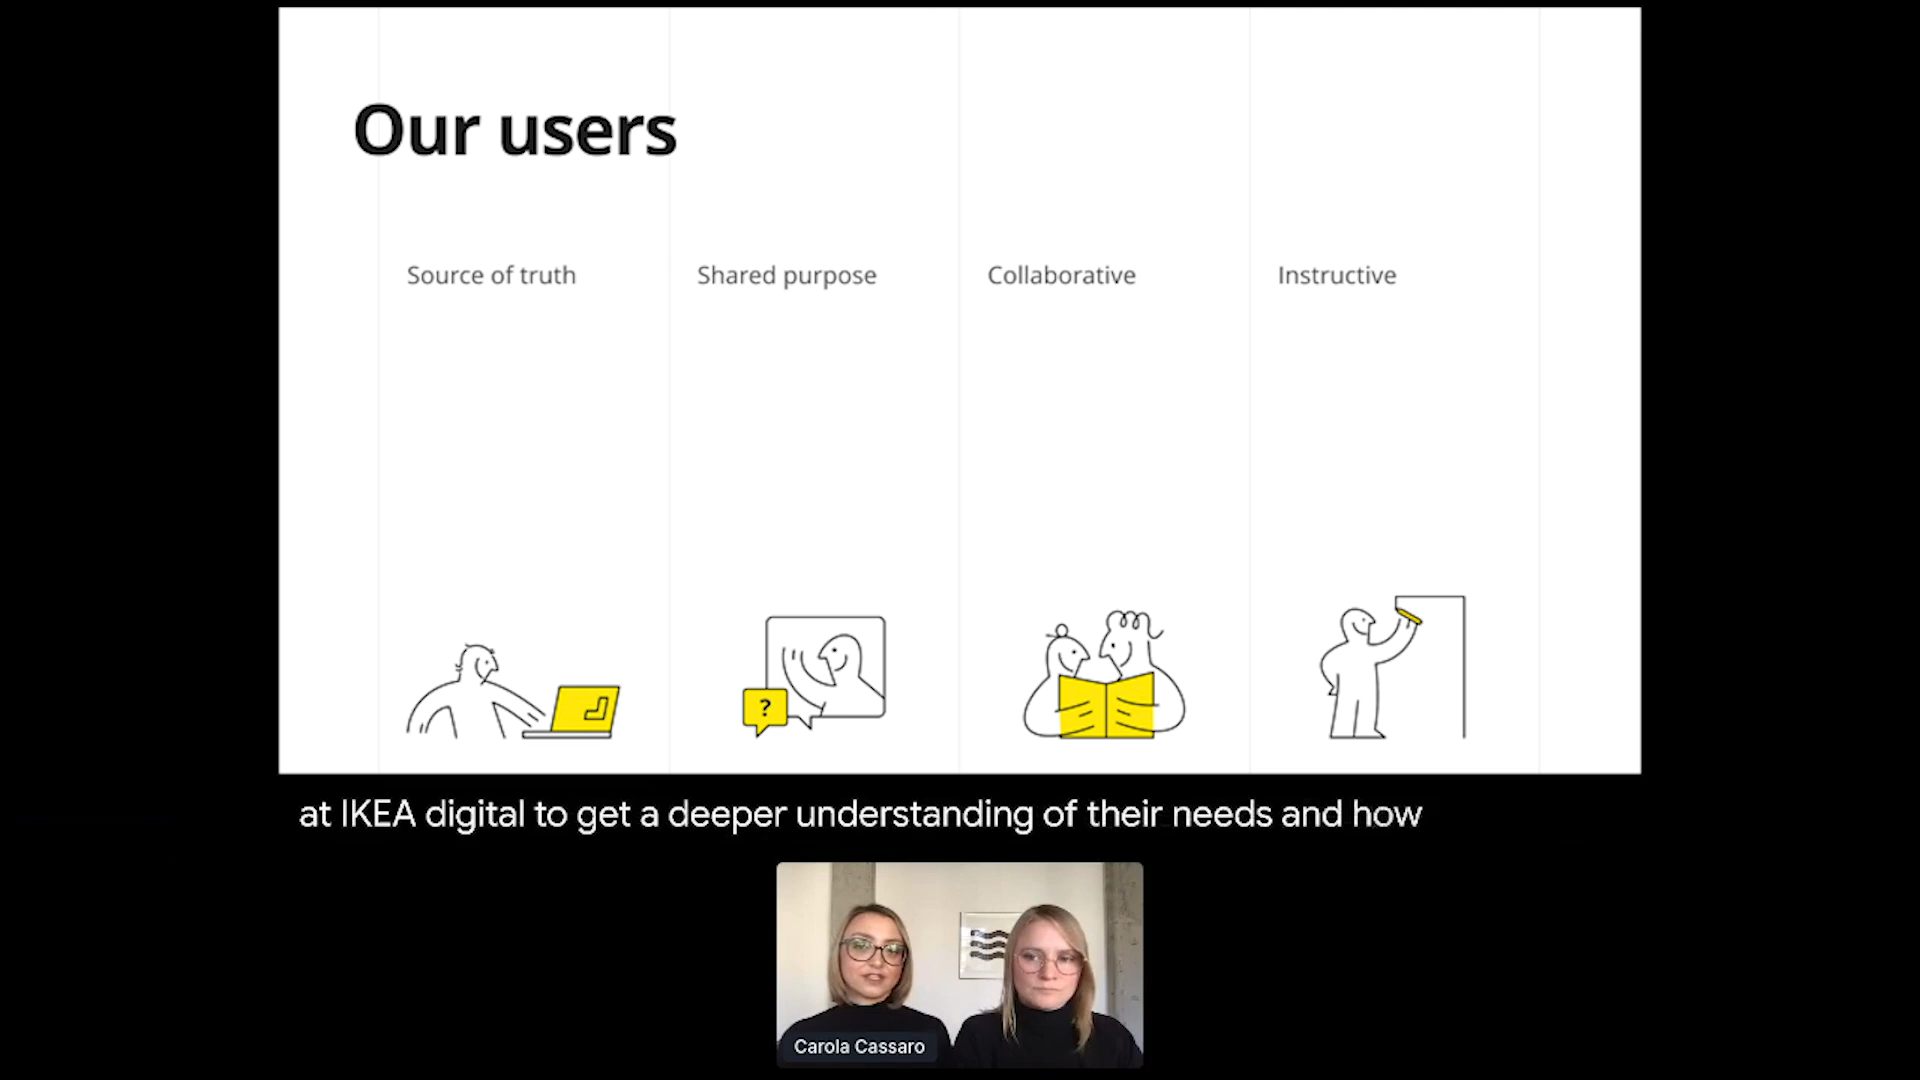 Our users
Source of truth
Shared purpose
Collaborative
Instructive
?
at IKEA digital to get a deeper understanding of their needs and how
Carola Cassaro